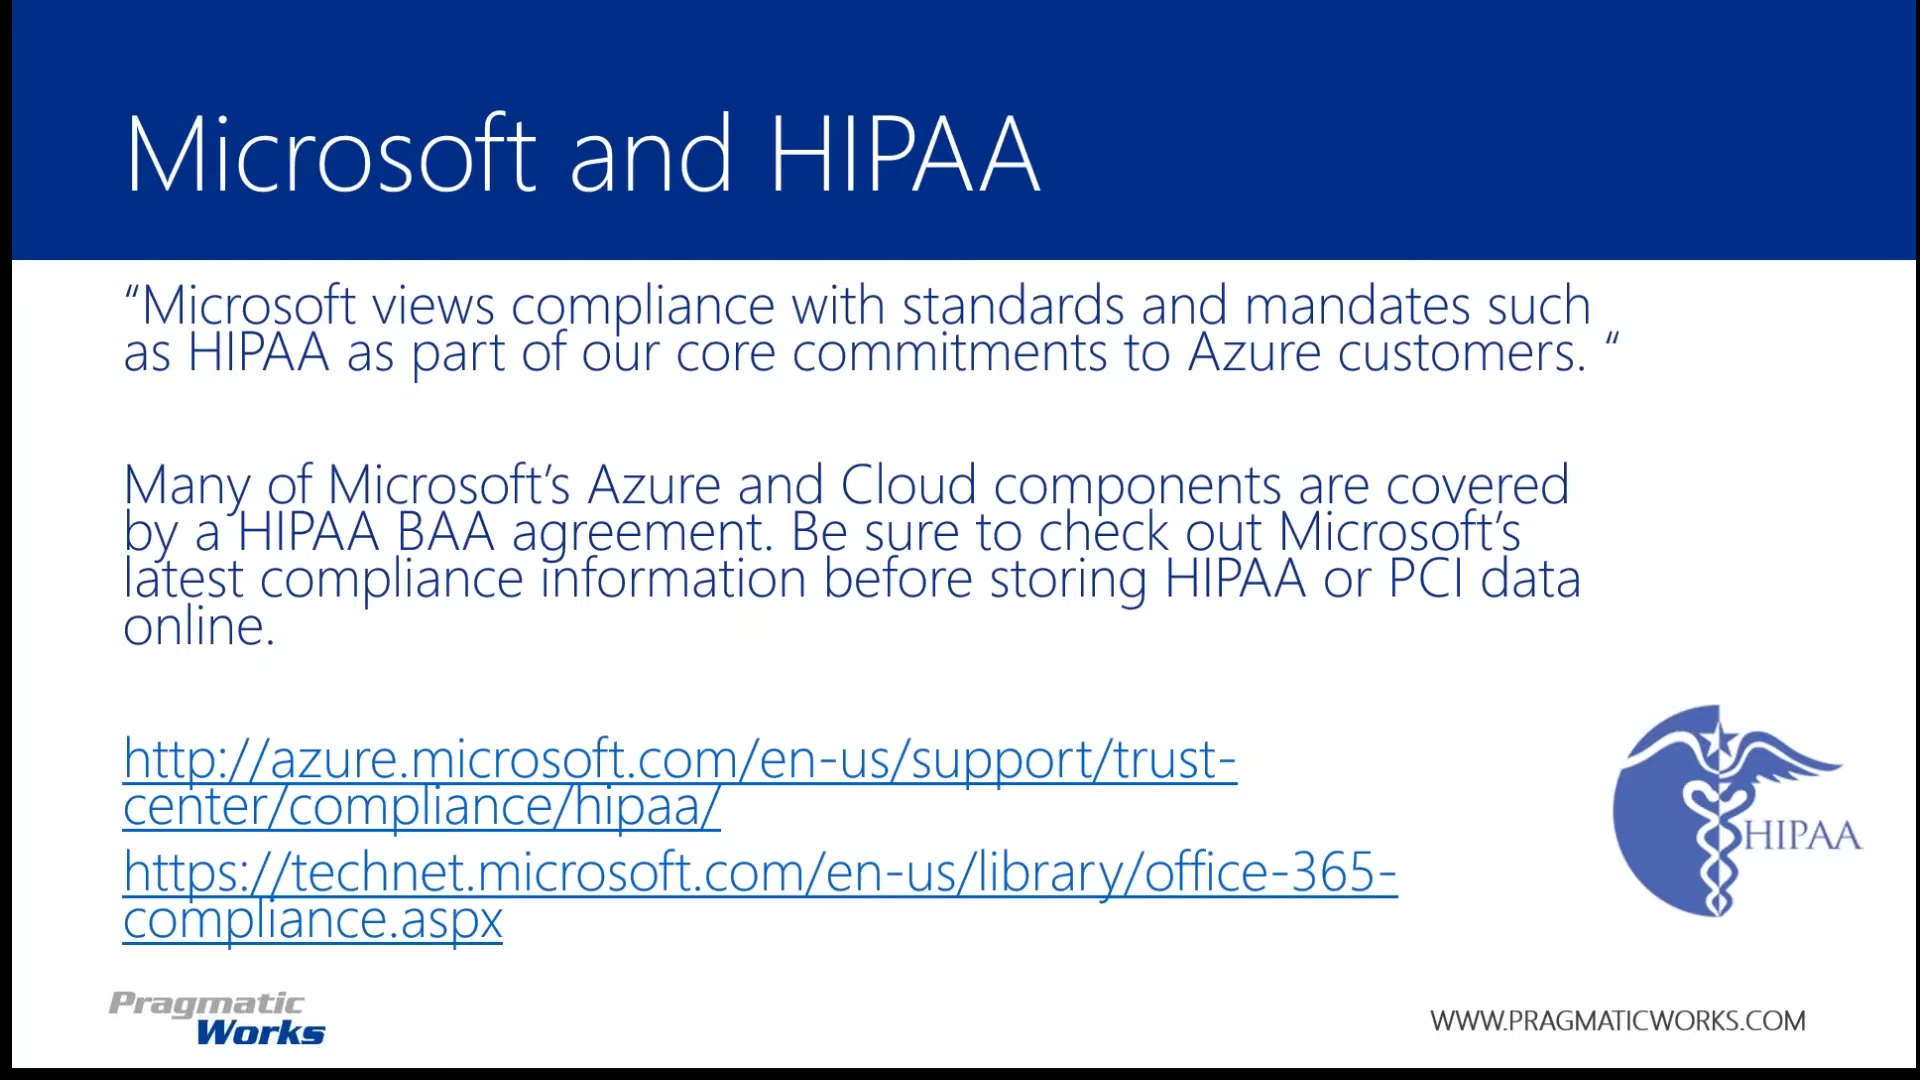 Microsoft and HIPAA
“Microsoft views compliance with standards and mandates such
as HIPAA as part of our core commitments to Azure customers. “
Many of Microsoft’s Azure and Cloud components are covered
by a HIPAA BAA agreement. Be sure to check out Microsoft’s
latest compliance information before storing HIPAA or PCI data
online.
http://azure.microsoft.com/en-us/support/trust-
center/compliance/hipaa/
https://technet.microsoft.com/en-us/library/office-365-
compliance.aspx
HIPAA
Pragmatic
Works
WWW.PRAGMATICWORKS.COM